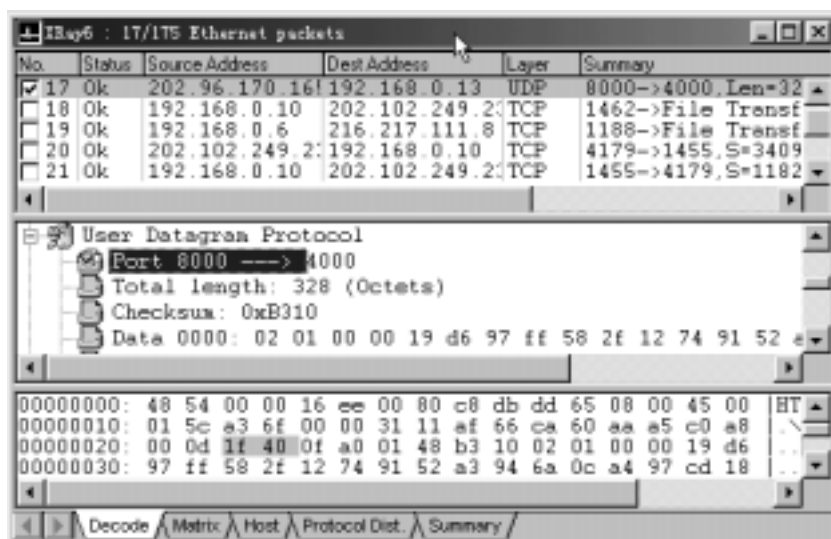 IRay6 : 17/175 Ethernet packets
No. Status Source Address Dest Address Layer Summary
17 Ok 202.96.170.16! 192.168.0.13 UDP 8000->4000,Len=32
18 Ok 192.168.0.10 202.102.249.2 TCP 1462->File Transf
19 Ok 192.168.0.6 216.217.111.8 TCP 1188->File Transf
20 Ok 202.102.249.2 192.168.0.10 TCP 4179->1455,S=3409
21 Ok 192.168.0.10 202.102.249.2 TCP 1455->4179,S=1182
User Datagram Protocol
Port 8000 ---> 4000
Total length: 328 (Octets)
Checksum: 0xB310
Data 0000: 02 01 00 00 19 d6 97 ff 58 2f 12 74 91 52
00000000: 48 54 00 00 16 ee 00 80 c8 db dd 65 08 00 45 00 HT
00000010: 01 5c a3 6f 00 00 31 11 af 66 ca 60 aa a5 c0 a8 .\
00000020: 00 0d 1f 40 0f a0 01 48 b3 10 02 01 00 00 19 d6 ..
00000030: 97 ff 58 2f 12 74 91 52 a3 94 6a 0c a4 97 cd 18 ..
Decode Matrix Host Protocol Dist. Summary